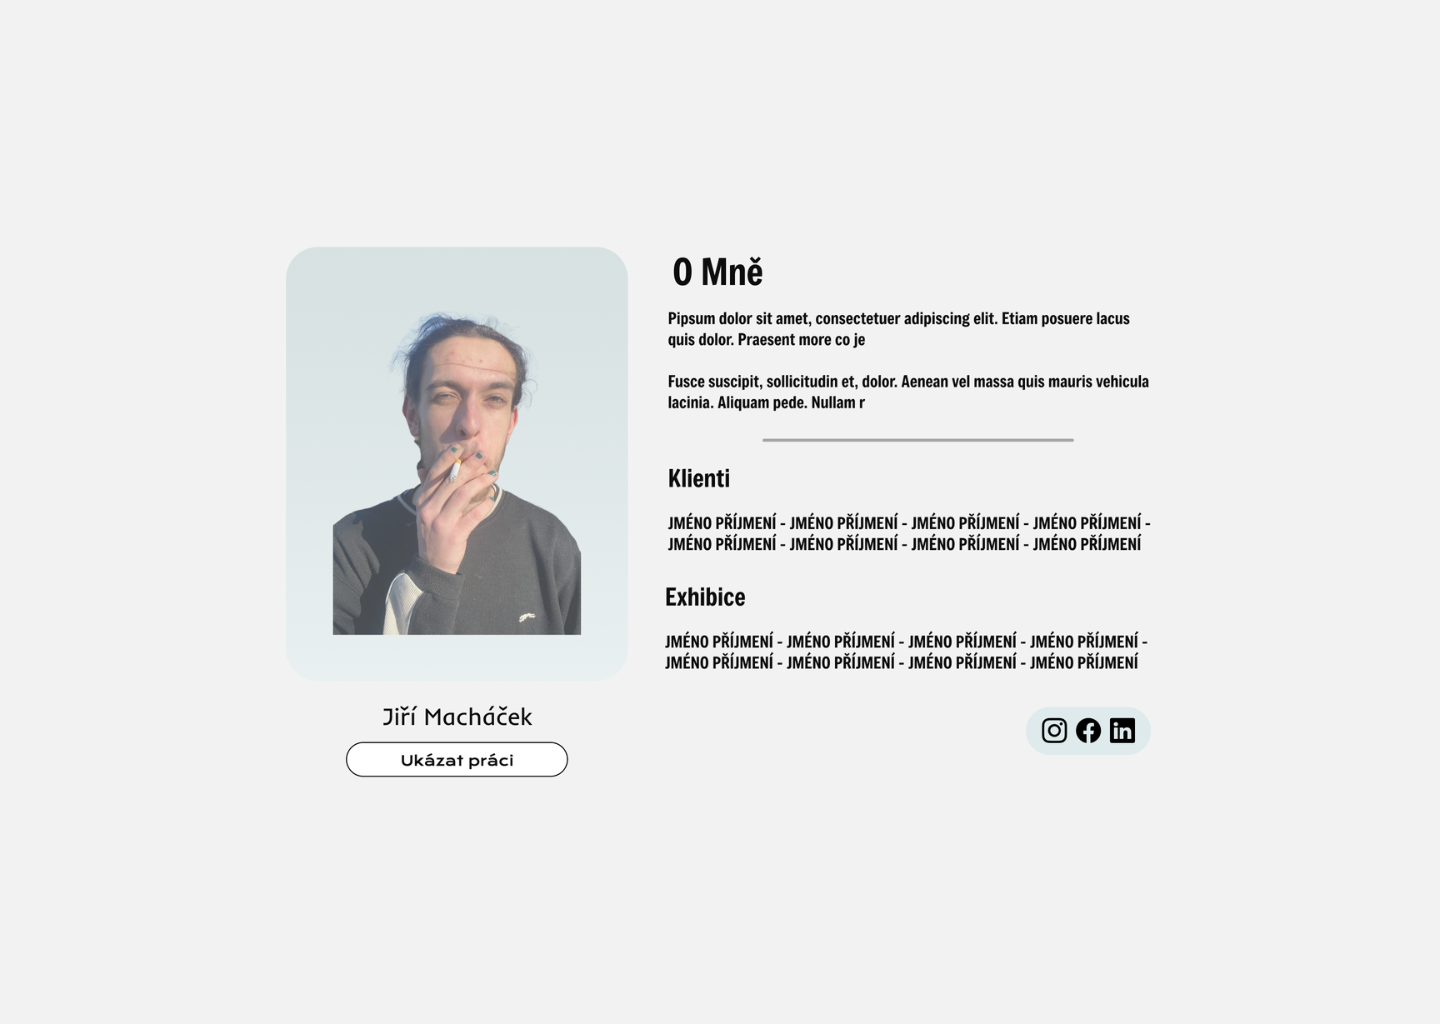 O Mně
Pipsum dolor sit amet, consectetuer adipiscing elit. Etiam posuere lacus
quis dolor. Praesent more co je
Fusce suscipit, sollicitudin et, dolor. Aenean vel massa quis mauris vehicula
lacinia. Aliquam pede. Nullam r
Klienti
JMÉNO PŘÍJMENÍ - JMÉNO PŘÍJMENÍ - JMÉNO PŘÍJMENÍ - JMÉNO PŘÍJMENÍ -
JMÉNO PŘÍJMENÍ - JMÉNO PŘÍJMENÍ - JMÉNO PŘÍJMENÍ - JMÉNO PŘÍJMENÍ
Exhibice
JMÉNO PŘÍJMENÍ - JMÉNO PŘÍJMENÍ - JMÉNO PŘÍJMENÍ - JMÉNO PŘÍJMENÍ -
JMÉNO PŘÍJMENÍ - JMÉNO PŘÍJMENÍ - JMÉNO PŘÍJMENÍ - JMÉNO PŘÍJMENÍ
Jiří Macháček
Ukázat práci